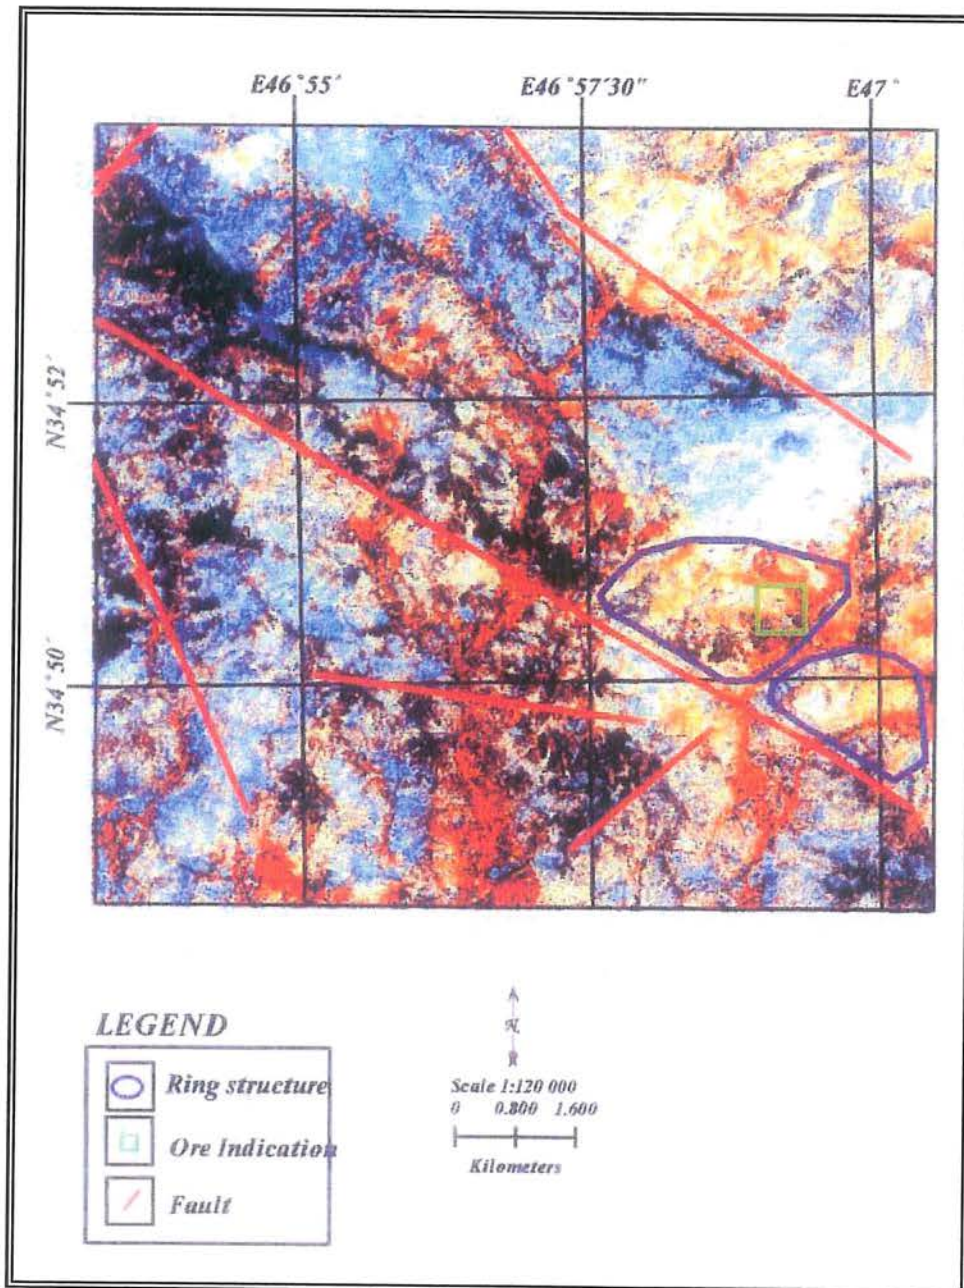 E46°55´ E46°57´30" E47°
N34°52´
N34°50´
LEGEND
Ring structure
Ore Indication
Fault
N
Scale 1:120 000
0 0.800 1.600
Kilometers